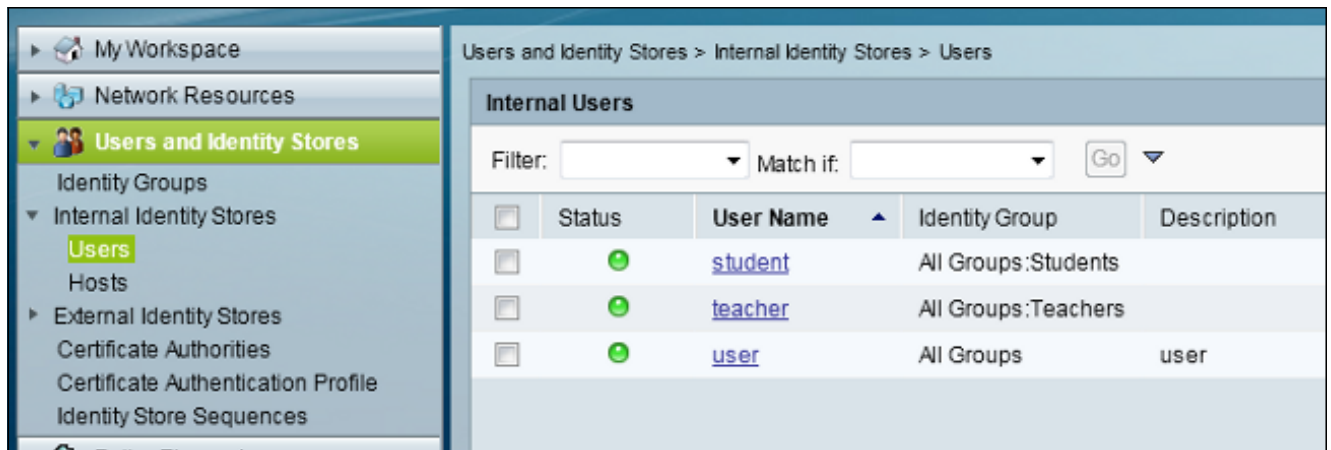 My Workspace
Network Resources
Users and Identity Stores
Identity Groups
Internal Identity Stores
Users
Hosts
External Identity Stores
Certificate Authorities
Certificate Authentication Profile
Identity Store Sequences
Users and Identity Stores > Internal Identity Stores > Users
Internal Users
Filter: Match if: Go
Status User Name Identity Group Description
student All Groups:Students
teacher All Groups:Teachers
user All Groups user